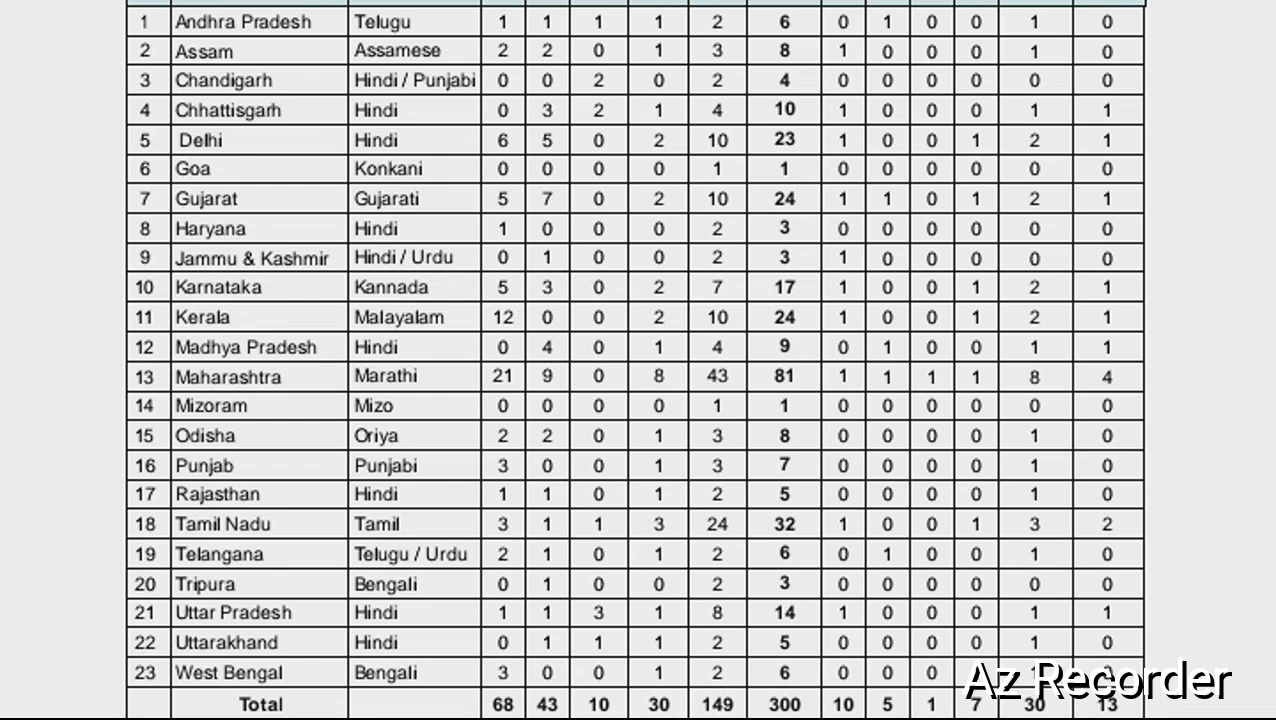 1 Andhra Pradesh Telugu 1 1 1 1 2 6 0 1 0 0 1 0
2 Assam Assamese 2 2 0 1 3 8 1 0 0 0 1 0
3 Chandigarh Hindi / Punjabi 0 0 2 0 2 4 0 0 0 0 0 0
4 Chhattisgarh Hindi 0 3 2 1 4 10 1 0 0 0 1 1
5 Delhi Hindi 6 5 0 2 10 23 1 0 0 1 2 1
6 Goa Konkani 0 0 0 0 1 1 0 0 0 0 0 0
7 Gujarat Gujarati 5 7 0 2 10 24 1 1 0 1 2 1
8 Haryana Hindi 1 0 0 0 2 3 0 0 0 0 0 0
9 Jammu & Kashmir Hindi / Urdu 0 1 0 0 2 3 1 0 0 0 0 0
10 Karnataka Kannada 5 3 0 2 7 17 1 0 0 1 2 1
11 Kerala Malayalam 12 0 0 2 10 24 1 0 0 1 2 1
12 Madhya Pradesh Hindi 0 4 0 1 4 9 0 1 0 0 1 1
13 Maharashtra Marathi 21 9 0 8 43 81 1 1 1 1 8 4
14 Mizoram Mizo 0 0 0 0 1 1 0 0 0 0 0 0
15 Odisha Oriya 2 2 0 1 3 8 0 0 0 0 1 0
16 Punjab Punjabi 3 0 0 1 3 7 0 0 0 0 1 0
17 Rajasthan Hindi 1 1 0 1 2 5 0 0 0 0 1 0
18 Tamil Nadu Tamil 3 1 1 3 24 32 1 0 0 1 3 2
19 Telangana Telugu / Urdu 2 1 0 1 2 6 0 1 0 0 1 0
20 Tripura Bengali 0 1 0 0 2 3 0 0 0 0 0 0
21 Uttar Pradesh Hindi 1 1 3 1 8 14 1 0 0 0 1 1
22 Uttarakhand Hindi 0 1 1 1 2 5 0 0 0 0 1 0
23 West Bengal Bengali 3 0 0 1 2 6 0 0 0 0 1 0
Az Recorder
Total 68 43 10 30 149 300 10 5 1 7 30 13